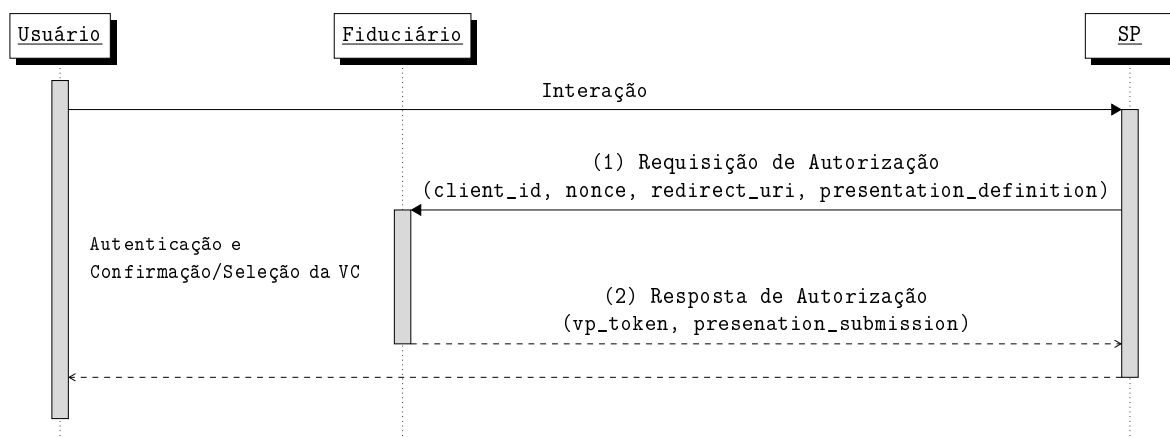 Usuário
Fiduciário
SP
Interação
(1) Requisição de Autorização
(client_id, nonce, redirect_uri, presentation_definition)
Autenticação e
Confirmação/Seleção da VC
(2) Resposta de Autorização
(vp_token, presenation_submission)